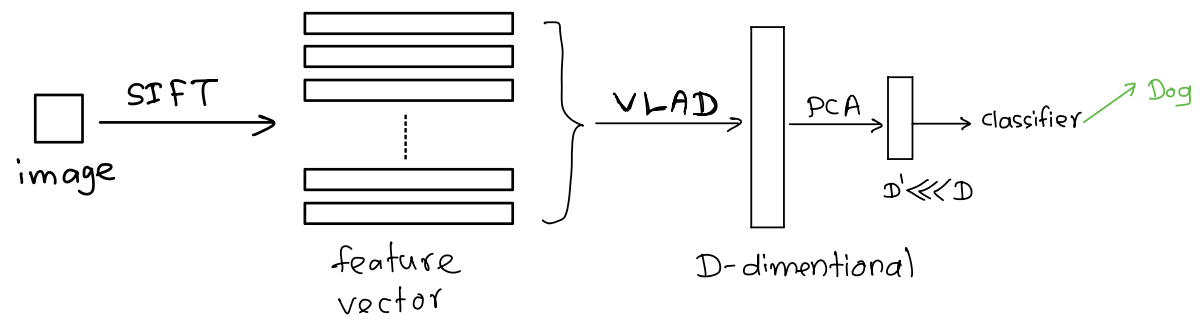 image
SIFT
feature
vector
VLAD
D-dimentional
PCA
D'<<<D
classifier
Dog